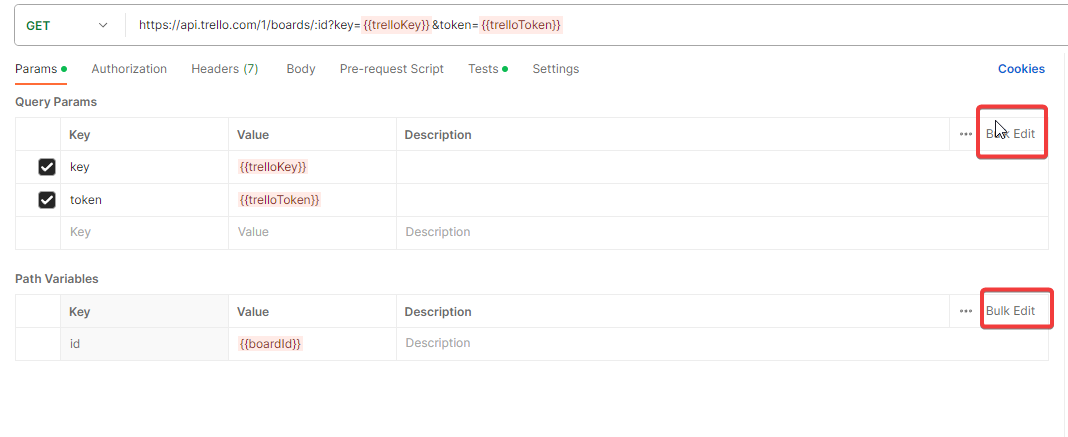 GET https://api.trello.com/1/boards/:id?key={{trelloKey}}&token={{trelloToken}}
Params Authorization Headers (7) Body Pre-request Script Tests Settings Cookies
Query Params
Key Value Description ••• Bulk Edit
key {{trelloKey}}
token {{trelloToken}}
Key Value Description
Path Variables
Key Value Description ••• Bulk Edit
id {{boardId}} Description